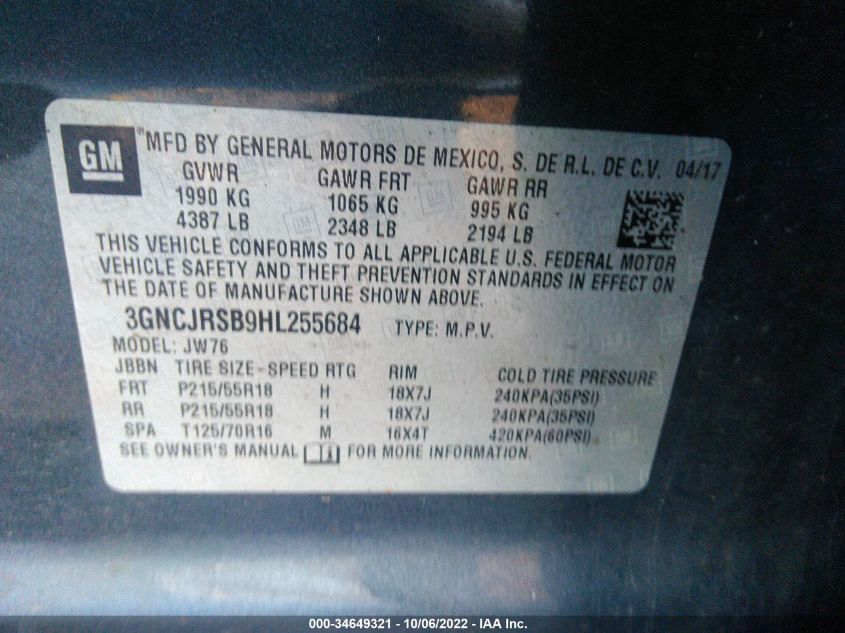 GM ® MFD BY GENERAL MOTORS DE MEXICO, S. DE R.L. DE C.V. 04/17
GVWR GAWR FRT GAWR RR
1990 KG 1065 KG 995 KG
4387 LB 2348 LB 2194 LB
THIS VEHICLE CONFORMS TO ALL APPLICABLE U.S. FEDERAL MOTOR
VEHICLE SAFETY AND THEFT PREVENTION STANDARDS IN EFFECT ON
THE DATE OF MANUFACTURE SHOWN ABOVE.
3GNCJRSB9HL255684 TYPE: M.P.V.
MODEL: JW76
JBBN TIRE SIZE-SPEED RTG RIM COLD TIRE PRESSURE
FRT P215/55R18 H 18X7J 240KPA(35PSI)
RR P215/55R18 H 18X7J 240KPA(35PSI)
SPA T125/70R16 M 16X4T 420KPA(60PSI)
SEE OWNER'S MANUAL FOR MORE INFORMATION.
000-34649321 - 10/06/2022 - IAA Inc.